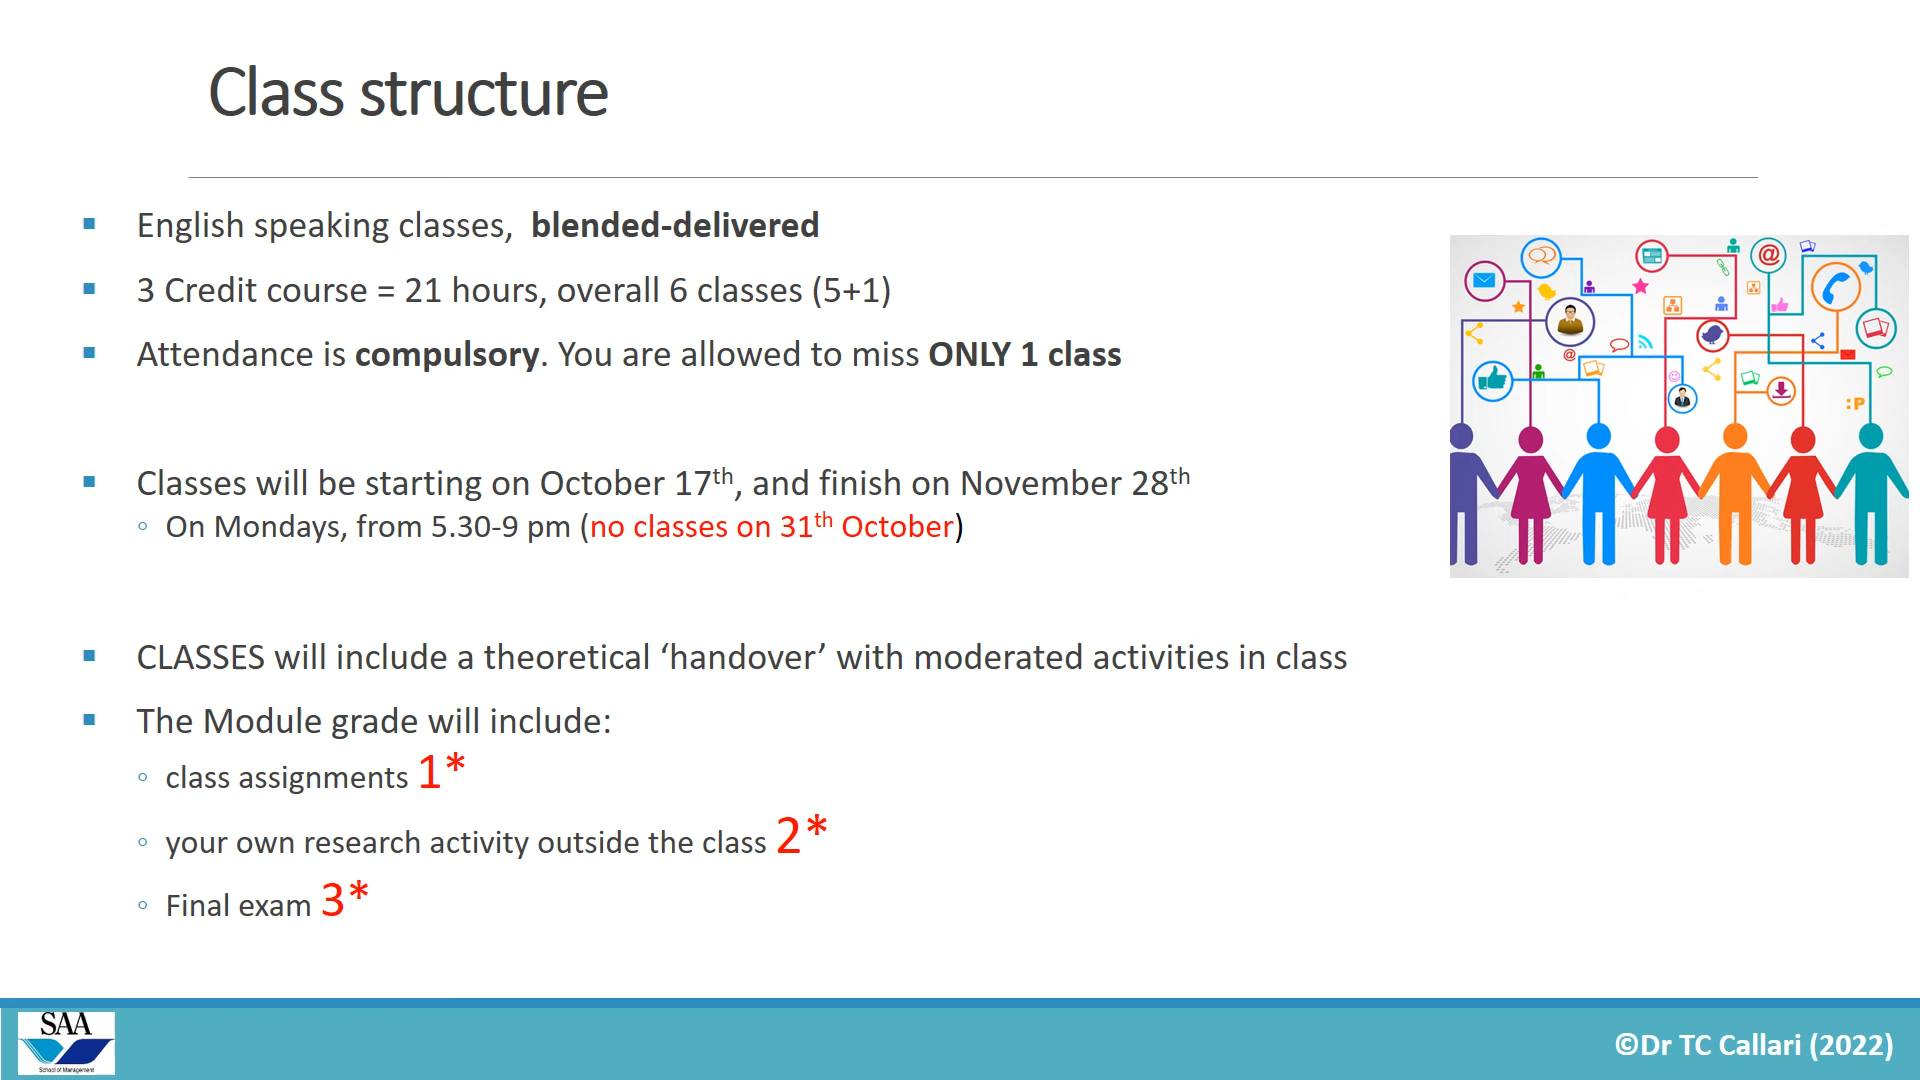 Class structure
English speaking classes, blended-delivered
3 Credit course = 21 hours, overall 6 classes (5+1)
Attendance is compulsory. You are allowed to miss ONLY 1 class
Classes will be starting on October 17th, and finish on November 28th
On Mondays, from 5.30-9 pm (no classes on 31th October)
CLASSES will include a theoretical ‘handover’ with moderated activities in class
The Module grade will include:
class assignments 1*
your own research activity outside the class 2*
Final exam 3*
@
@
@
:P
SAA
School of Management
©Dr TC Callari (2022)